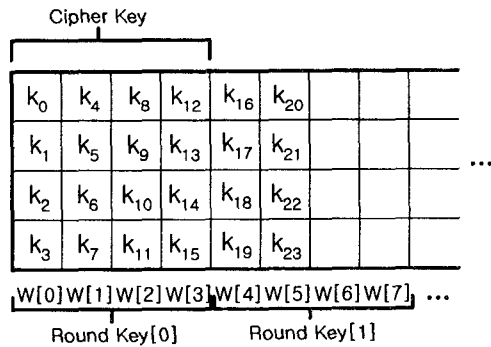 Cipher Key
k₀ k₄ k₈ k₁₂ k₁₆ k₂₀
k₁ k₅ k₉ k₁₃ k₁₇ k₂₁
...
k₂ k₆ k₁₀ k₁₄ k₁₈ k₂₂
k₃ k₇ k₁₁ k₁₅ k₁₉ k₂₃
W[0] W[1] W[2] W[3] W[4] W[5] W[6] W[7] ...
Round Key[0] Round Key[1]